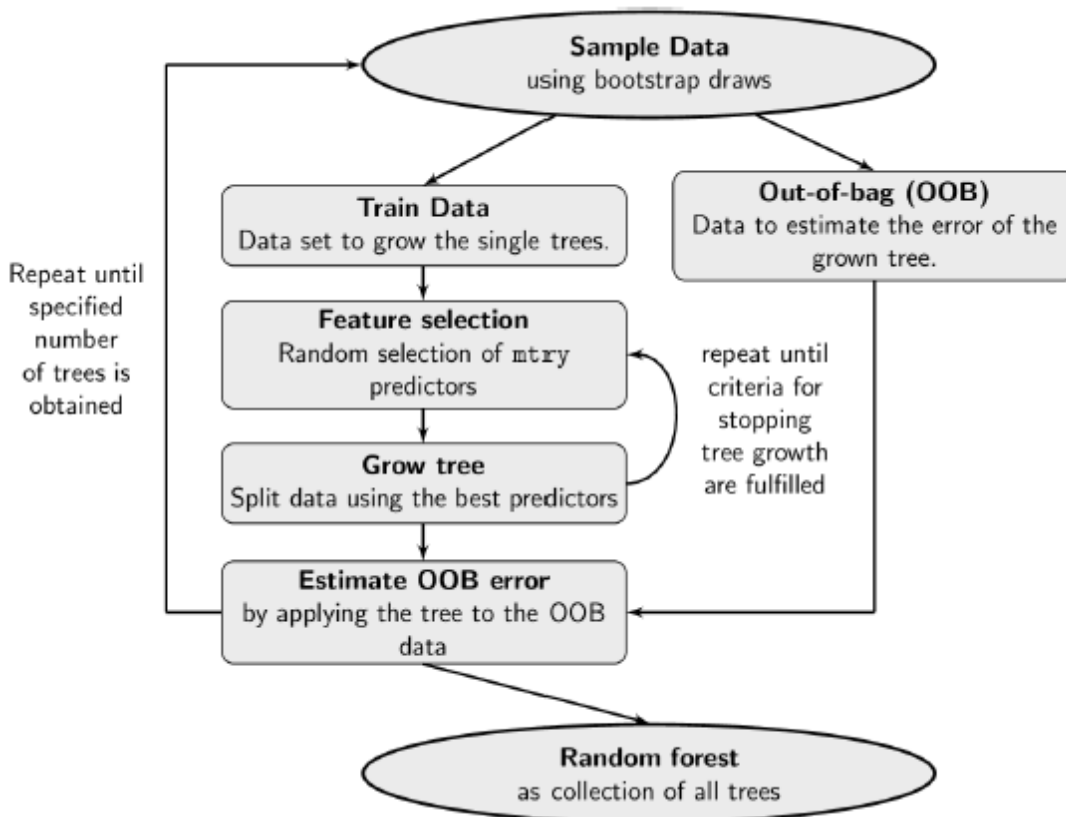 Sample Data
using bootstrap draws
Train Data
Data set to grow the single trees.
Out-of-bag (OOB)
Data to estimate the error of the
grown tree.
Repeat until
specified
number
of trees is
obtained
Feature selection
Random selection of mtry
predictors
repeat until
criteria for
stopping
tree growth
are fulfilled
Grow tree
Split data using the best predictors
Estimate OOB error
by applying the tree to the OOB
data
Random forest
as collection of all trees